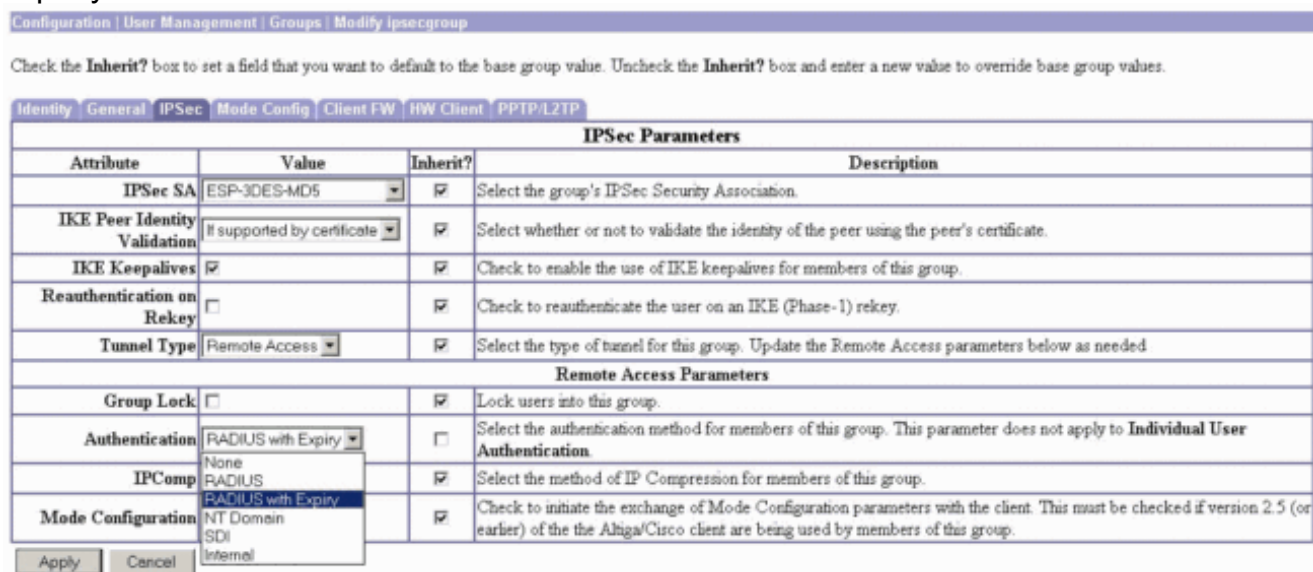 Configuration | User Management | Groups | Modify ipsecgroup
Check the Inherit? box to set a field that you want to default to the base group value. Uncheck the Inherit? box and enter a new value to override base group values.
Identity General IPSec Mode Config Client FW HW Client PPTP/L2TP
IPSec Parameters
Attribute Value Inherit? Description
IPSec SA ESP-3DES-MD5 Select the group's IPSec Security Association.
IKE Peer Identity
Validation
If supported by certificate Select whether or not to validate the identity of the peer using the peer's certificate.
IKE Keepalives Check to enable the use of IKE keepalives for members of this group.
Reauthentication on
Rekey
Check to reauthenticate the user on an IKE (Phase-1) rekey.
Tunnel Type Remote Access Select the type of tunnel for this group. Update the Remote Access parameters below as needed
Remote Access Parameters
Group Lock Lock users into this group.
Authentication RADIUS with Expiry
Select the authentication method for members of this group. This parameter does not apply to Individual User
Authentication.
None
RADIUS
RADIUS with Expiry
NT Domain
SDI
Internal
IPComp Select the method of IP Compression for members of this group.
Mode Configuration
Check to initiate the exchange of Mode Configuration parameters with the client. This must be checked if version 2.5 (or
earlier) of the the Altiga/Cisco client are being used by members of this group.
Apply Cancel